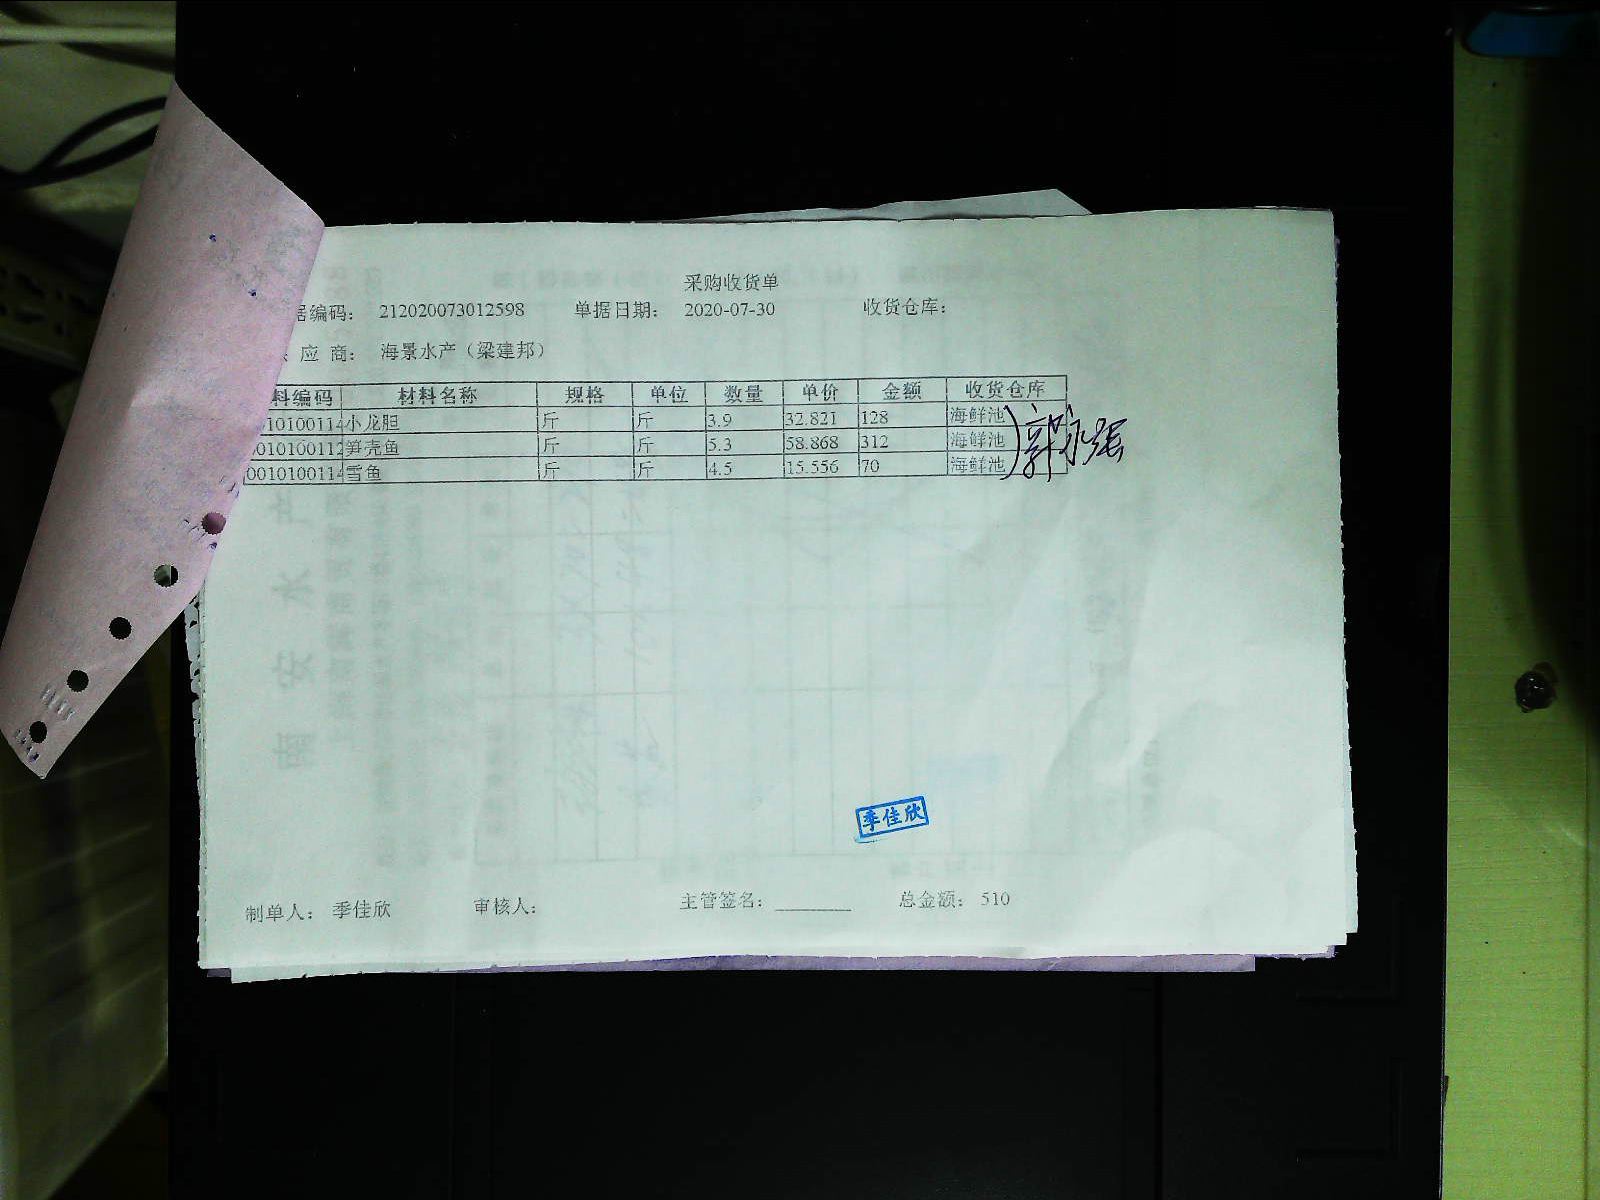 采购收货单
据编码: 212020073012598 单据日期: 2020-07-30 收货仓库:
应 商: 海景水产(梁建邦)
料编码 材料名称 规格 单位 数量 单价 金额 收货仓库
010100114 小龙胆 斤 斤 3.9 32.821 128 海鲜池
0010100112 笋壳鱼 斤 斤 5.3 58.868 312 海鲜池
0010100114 雪鱼 斤 斤 4.5 15.556 70 海鲜池
郭永强
季佳欣
制单人: 季佳欣 审核人: 主管签名: 总金额: 510